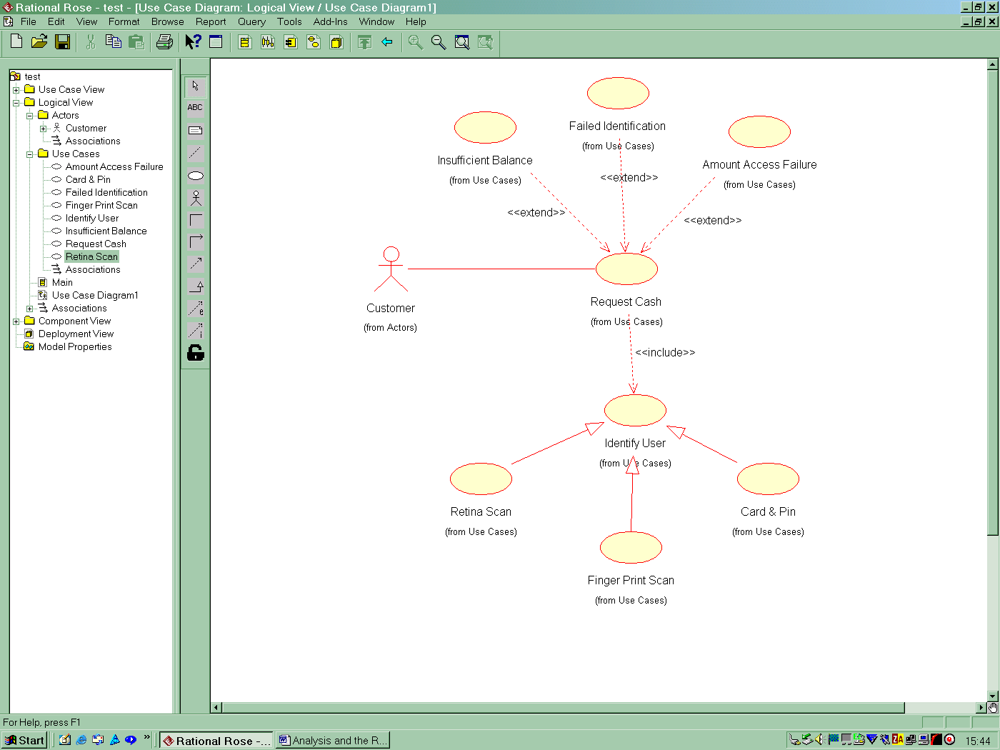 Rational Rose - test - [Use Case Diagram: Logical View / Use Case Diagram1]
File Edit View Format Browse Report Query Tools Add-Ins Window Help
test
Use Case View
Logical View
Actors
Customer
Associations
Use Cases
Amount Access Failure
Card & Pin
Failed Identification
Finger Print Scan
Identify User
Insufficient Balance
Request Cash
Retina Scan
Associations
Main
Use Case Diagram1
Associations
Component View
Deployment View
Model Properties
ABC
e
i
Failed Identification
(from Use Cases)
Insufficient Balance
(from Use Cases)
Amount Access Failure
(from Use Cases)
<<extend>>
<<extend>>
<<extend>>
Customer
(from Actors)
Request Cash
(from Use Cases)
<<include>>
Identify User
(from Use Cases)
Retina Scan
(from Use Cases)
Card & Pin
(from Use Cases)
Finger Print Scan
(from Use Cases)
For Help, press F1
Start
Rational Rose -...
Analysis and the R...
ZA
15:44